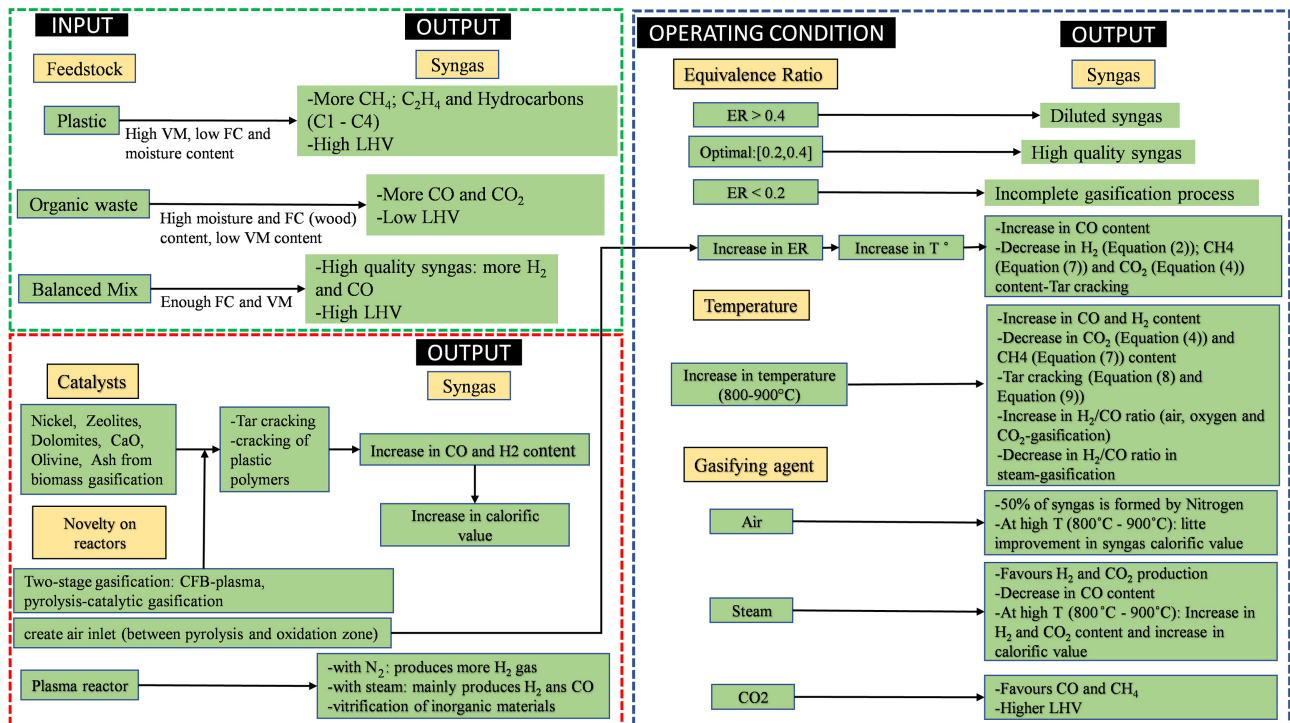 INPUT
OUTPUT
Feedstock
Syngas
Plastic
High VM, low FC and
moisture content
-More CH₄; C₂H₄ and Hydrocarbons
(C1 - C4)
-High LHV
Organic waste
High moisture and FC (wood)
content, low VM content
-More CO and CO₂
-Low LHV
Balanced Mix
Enough FC and VM
-High quality syngas: more H₂
and CO
-High LHV
OUTPUT
Catalysts
Syngas
Nickel, Zeolites,
Dolomites, CaO,
Olivine, Ash from
biomass gasification
-Tar cracking
-cracking of
plastic
polymers
Increase in CO and H2 content
Increase in calorific
value
Novelty on
reactors
Two-stage gasification: CFB-plasma,
pyrolysis-catalytic gasification
create air inlet (between pyrolysis and oxidation zone)
Plasma reactor
-with N₂: produces more H₂ gas
-with steam: mainly produces H₂ ans CO
-vitrification of inorganic materials
OPERATING CONDITION
OUTPUT
Equivalence Ratio
Syngas
ER > 0.4
Diluted syngas
Optimal:[0.2,0.4]
High quality syngas
ER < 0.2
Incomplete gasification process
Increase in ER
Increase in T˚
-Increase in CO content
-Decrease in H₂ (Equation (2)); CH4
(Equation (7)) and CO₂ (Equation (4))
content-Tar cracking
Temperature
Increase in temperature
(800-900°C)
-Increase in CO and H₂ content
-Decrease in CO₂ (Equation (4)) and
CH4 (Equation (7)) content
-Tar cracking (Equation (8) and
Equation (9))
-Increase in H₂/CO ratio (air, oxygen and
CO₂-gasification)
-Decrease in H₂/CO ratio in
steam-gasification
Gasifying agent
Air
-50% of syngas is formed by Nitrogen
-At high T (800˚C - 900˚C): litte
improvement in syngas calorific value
Steam
-Favours H₂ and CO₂ production
-Decrease in CO content
-At high T (800˚C - 900˚C): Increase in
H₂ and CO₂ content and increase in
calorific value
CO2
-Favours CO and CH₄
-Higher LHV